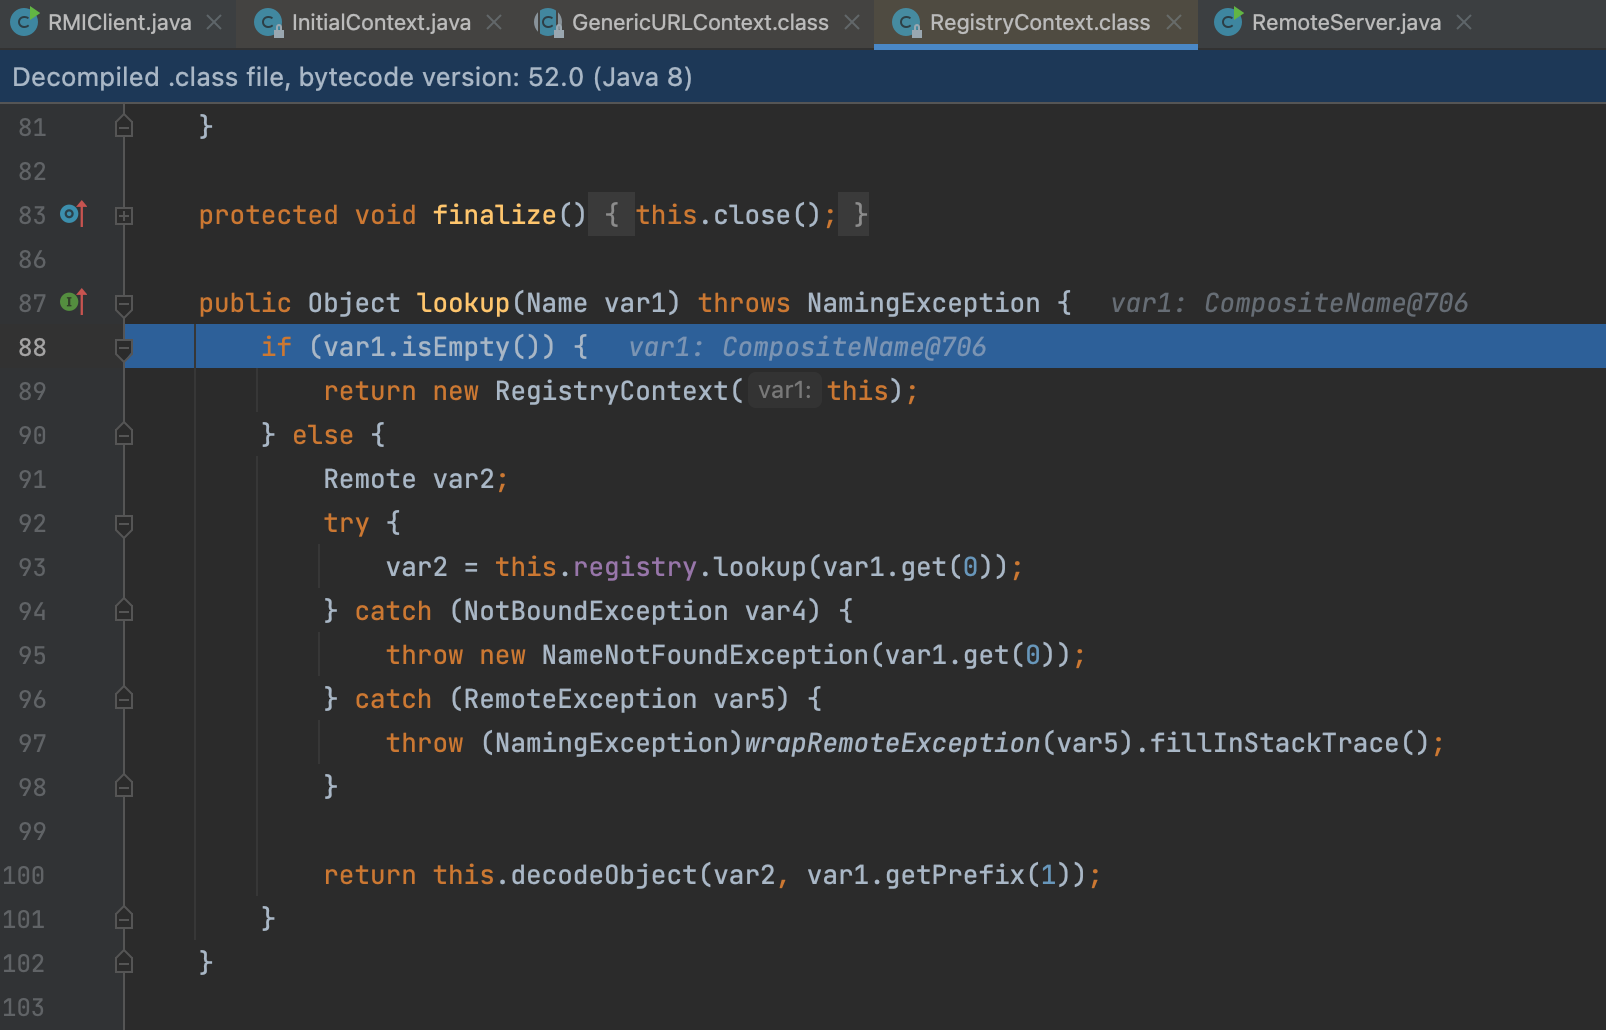 RMIClient.java InitialContext.java GenericURLContext.class RegistryContext.class RemoteServer.java
Decompiled .class file, bytecode version: 52.0 (Java 8)
81 }
82
83 protected void finalize() { this.close(); }
86
87 public Object lookup(Name var1) throws NamingException { var1: CompositeName@706
88 if (var1.isEmpty()) { var1: CompositeName@706
89 return new RegistryContext( var1: this);
90 } else {
91 Remote var2;
92 try {
93 var2 = this.registry.lookup(var1.get(0));
94 } catch (NotBoundException var4) {
95 throw new NameNotFoundException(var1.get(0));
96 } catch (RemoteException var5) {
97 throw (NamingException)wrapRemoteException(var5).fillInStackTrace();
98 }
99
100 return this.decodeObject(var2, var1.getPrefix(1));
101 }
102 }
103